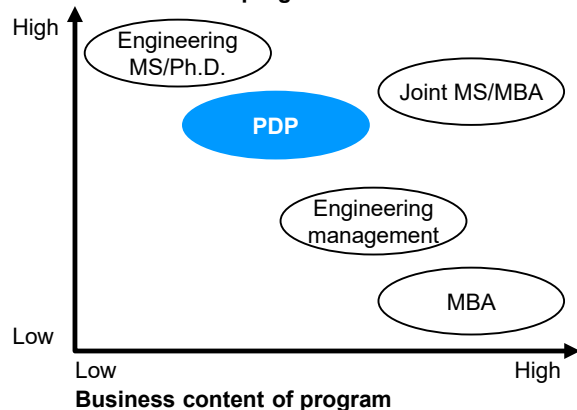 High
Engineering
MS/Ph.D.
Joint MS/MBA
PDP
Engineering
management
MBA
Low
Low
High
Business content of program